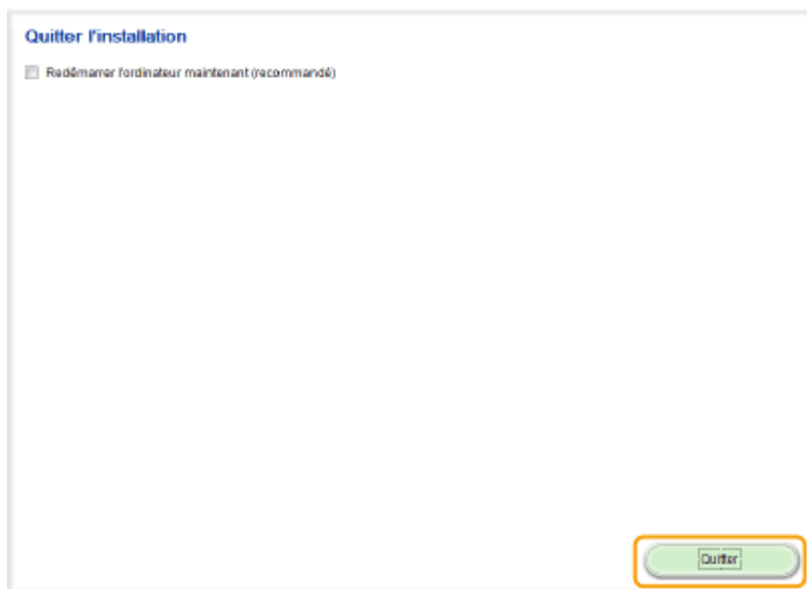 Quitter l'installation
Redémarrer l'ordinateur maintenant (recommandé)
Quitter